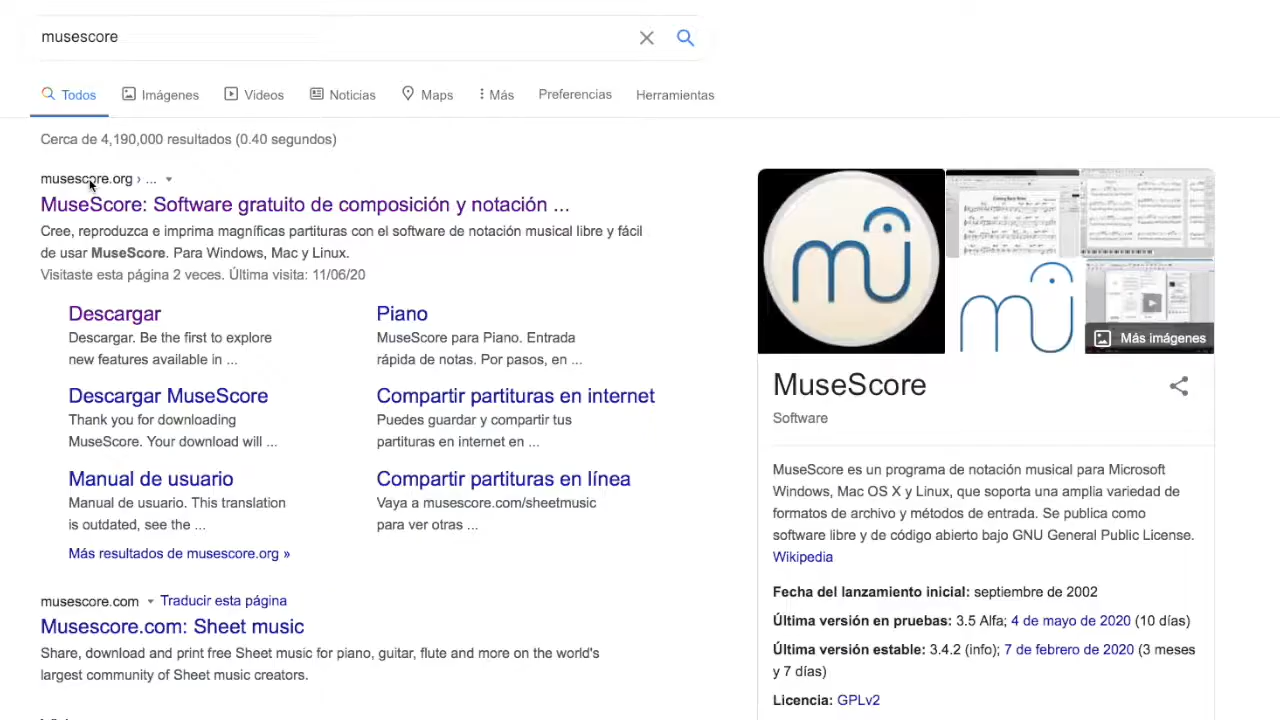 musescore
Todos
Imágenes
Videos
Noticias
Maps
Más
Preferencias
Herramientas
Cerca de 4,190,000 resultados (0.40 segundos)
musescore.org › ...
MuseScore: Software gratuito de composición y notación ...
Cree, reproduzca e imprima magníficas partituras con el software de notación musical libre y fácil
de usar MuseScore. Para Windows, Mac y Linux.
Visitaste esta página 2 veces. Última visita: 11/06/20
Descargar
Descargar. Be the first to explore
new features available in ...
Piano
MuseScore para Piano. Entrada
rápida de notas. Por pasos, en ...
Descargar MuseScore
Thank you for downloading
MuseScore. Your download will ...
Compartir partituras en internet
Puedes guardar y compartir tus
partituras en internet en ...
Manual de usuario
Manual de usuario. This translation
is outdated, see the ...
Compartir partituras en línea
Vaya a musescore.com/sheetmusic
para ver otras ...
Más resultados de musescore.org »
musescore.com Traducir esta página
Musescore.com: Sheet music
Share, download and print free Sheet music for piano, guitar, flute and more on the world's
largest community of Sheet music creators.
mu
mu
Más imágenes
MuseScore
Software
MuseScore es un programa de notación musical para Microsoft
Windows, Mac OS X y Linux, que soporta una amplia variedad de
formatos de archivo y métodos de entrada. Se publica como
software libre y de código abierto bajo GNU General Public License.
Wikipedia
Fecha del lanzamiento inicial: septiembre de 2002
Última versión en pruebas: 3.5 Alfa; 4 de mayo de 2020 (10 días)
Última versión estable: 3.4.2 (info); 7 de febrero de 2020 (3 meses
y 7 días)
Licencia: GPLv2